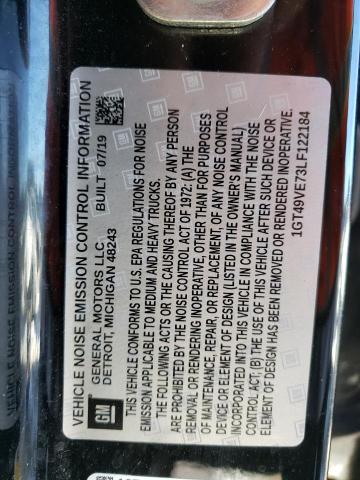 VEHICLE NOISE EMISSION CONTROL INFORMATION
GM
GENERAL MOTORS LLC BUILT 07/19
DETROIT, MICHIGAN 48243
THIS VEHICLE CONFORMS TO U.S. EPA REGULATIONS FOR NOISE
EMISSION APPLICABLE TO MEDIUM AND HEAVY TRUCKS.
THE FOLLOWING ACTS OR THE CAUSING THEREOF BY ANY PERSON
ARE PROHIBITED BY THE NOISE CONTROL ACT OF 1972: (A) THE
REMOVAL OR RENDERING INOPERATIVE, OTHER THAN FOR PURPOSES
OF MAINTENANCE, REPAIR, OR REPLACEMENT, OF ANY NOISE CONTROL
DEVICE OR ELEMENT OF DESIGN (LISTED IN THE OWNER'S MANUAL)
INCORPORATED INTO THIS VEHICLE IN COMPLIANCE WITH THE NOISE
CONTROL ACT; (B) THE USE OF THIS VEHICLE AFTER SUCH DEVICE OR
ELEMENT OF DESIGN HAS BEEN REMOVED OR RENDERED INOPERATIVE.
1GT49VE73LF122184